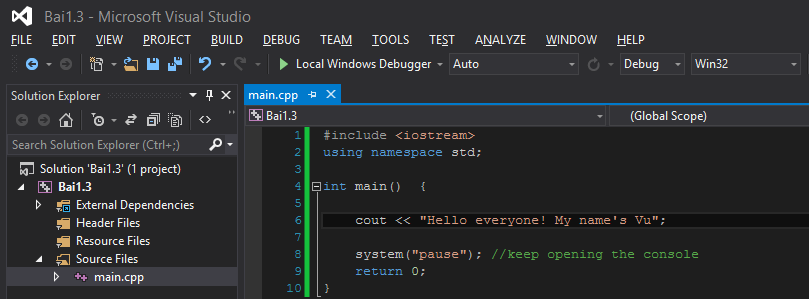 Bai1.3 - Microsoft Visual Studio
FILE EDIT VIEW PROJECT BUILD DEBUG TEAM TOOLS TEST ANALYZE WINDOW HELP
Local Windows Debugger Auto Debug Win32
Solution Explorer
Search Solution Explorer (Ctrl+;)
Solution 'Bai1.3' (1 project)
Bai1.3
External Dependencies
Header Files
Resource Files
Source Files
main.cpp
main.cpp
Bai1.3 (Global Scope)
1 #include <iostream>
2 using namespace std;
3
4 int main() {
5
6 cout << "Hello everyone! My name's Vu";
7
8 system("pause"); //keep opening the console
9 return 0;
10 }